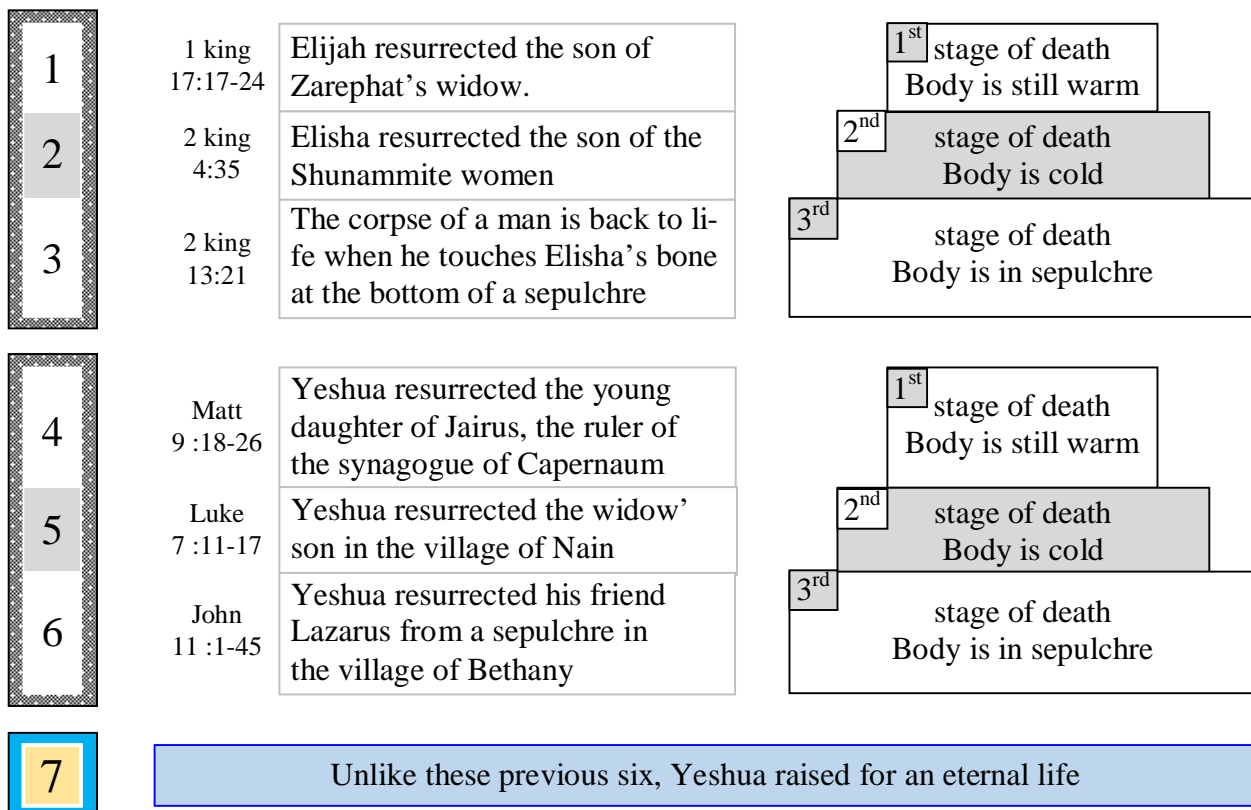 1
1 king
17:17-24
Elijah resurrected the son of
Zarephat’s widow.
1st
stage of death
Body is still warm
2
2 king
4:35
Elisha resurrected the son of the
Shunammite women
2nd
stage of death
Body is cold
3
2 king
13:21
The corpse of a man is back to li-
fe when he touches Elisha’s bone
at the bottom of a sepulchre
3rd
stage of death
Body is in sepulchre
4
Matt
9 :18-26
Yeshua resurrected the young
daughter of Jairus, the ruler of
the synagogue of Capernaum
1st
stage of death
Body is still warm
5
Luke
7 :11-17
Yeshua resurrected the widow’
son in the village of Nain
2nd
stage of death
Body is cold
6
John
11 :1-45
Yeshua resurrected his friend
Lazarus from a sepulchre in
the village of Bethany
3rd
stage of death
Body is in sepulchre
7
Unlike these previous six, Yeshua raised for an eternal life